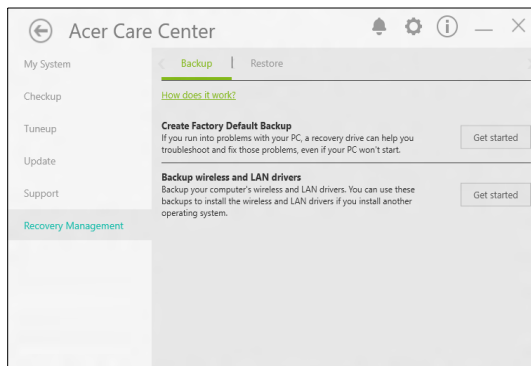 Acer Care Center
My System
Checkup
Tuneup
Update
Support
Recovery Management
Backup
Restore
How does it work?
Create Factory Default Backup
If you run into problems with your PC, a recovery drive can help you
troubleshoot and fix those problems, even if your PC won't start.
Get started
Backup wireless and LAN drivers
Backup your computer's wireless and LAN drivers. You can use these
backups to install the wireless and LAN drivers if you install another
operating system.
Get started